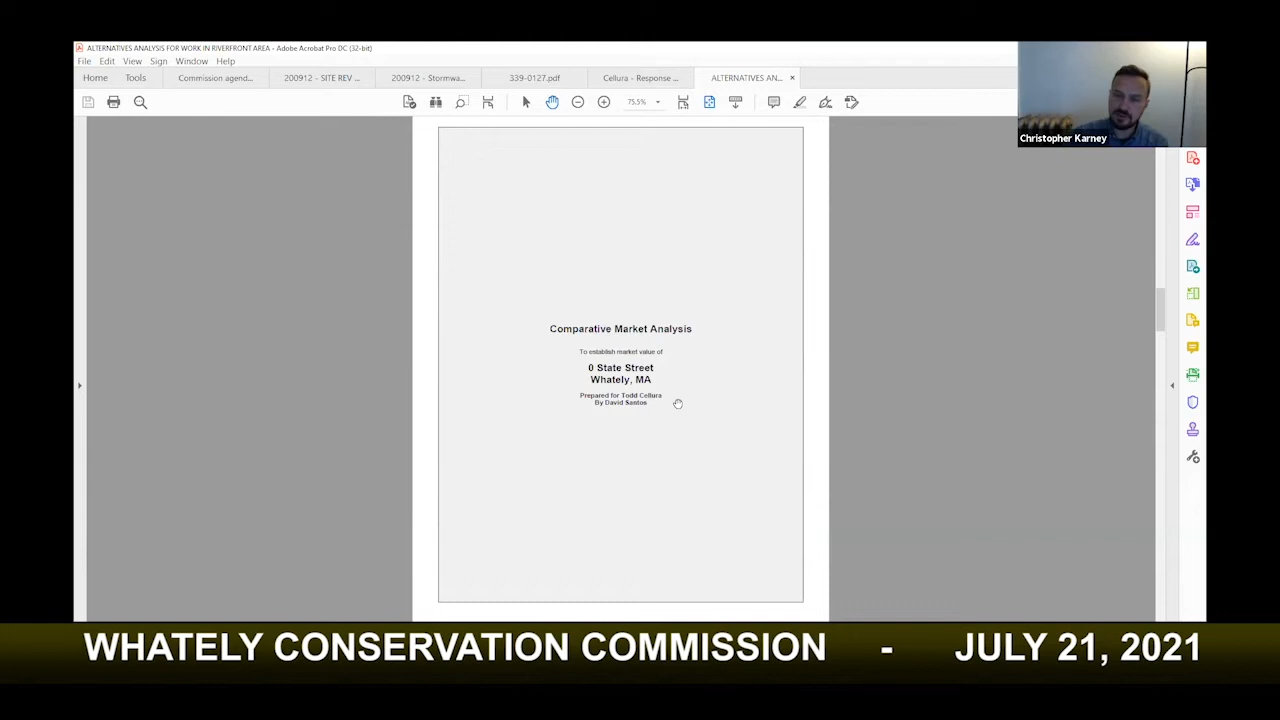 ALTERNATIVES ANALYSIS FOR WORK IN RIVERFRONT AREA - Adobe Acrobat Pro DC (32-bit)
File Edit View Sign Window Help
Home Tools Commission agend... 200912 - SITE REV ... 200912 - Stormwa... 339-0127.pdf Cellura - Response ... ALTERNATIVES AN... ×
75.5%
Christopher Karney
Comparative Market Analysis
To establish market value of
0 State Street
Whately, MA
Prepared for Todd Cellura
By David Santos
WHATELY CONSERVATION COMMISSION - JULY 21, 2021